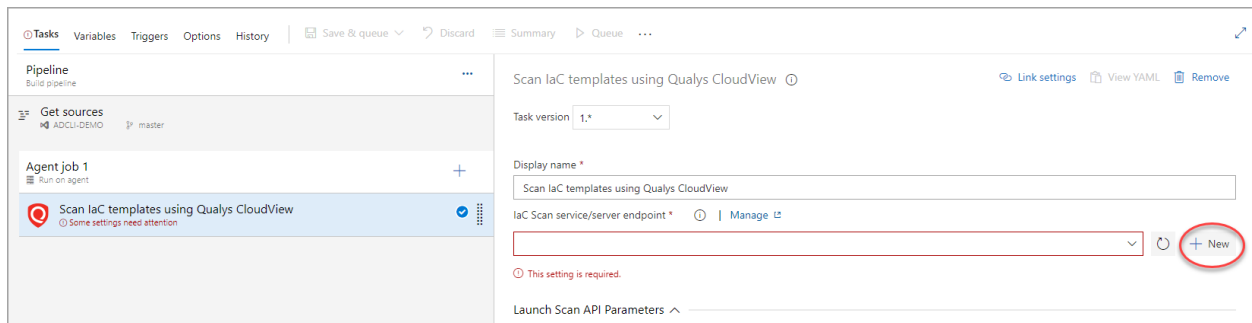 Tasks Variables Triggers Options History Save & queue Discard Summary Queue ...
Pipeline
Build pipeline
Get sources
ADCLI-DEMO master
Agent job 1
Run on agent
Scan IaC templates using Qualys CloudView
Some settings need attention
Scan IaC templates using Qualys CloudView
Link settings View YAML Remove
Task version 1.*
Display name *
Scan IaC templates using Qualys CloudView
IaC Scan service/server endpoint * | Manage
New
This setting is required.
Launch Scan API Parameters